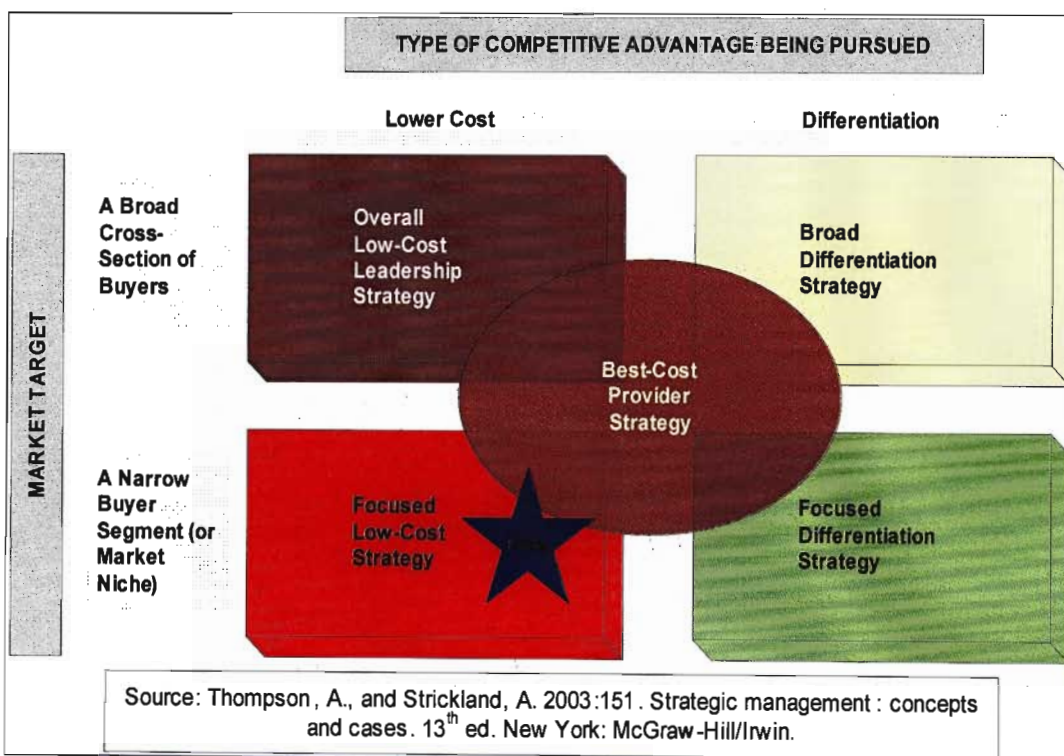 TYPE OF COMPETITIVE ADVANTAGE BEING PURSUED
Lower Cost
Differentiation
MARKET TARGET
A Broad
Cross-
Section of
Buyers
Overall
Low-Cost
Leadership
Strategy
Broad
Differentiation
Strategy
Best-Cost
Provider
Strategy
A Narrow
Buyer
Segment (or
Market
Niche)
Focused
Low-Cost
Strategy
Focused
Differentiation
Strategy
Source: Thompson, A., and Strickland, A. 2003:151. Strategic management : concepts
and cases. 13th ed. New York: McGraw-Hill/Irwin.